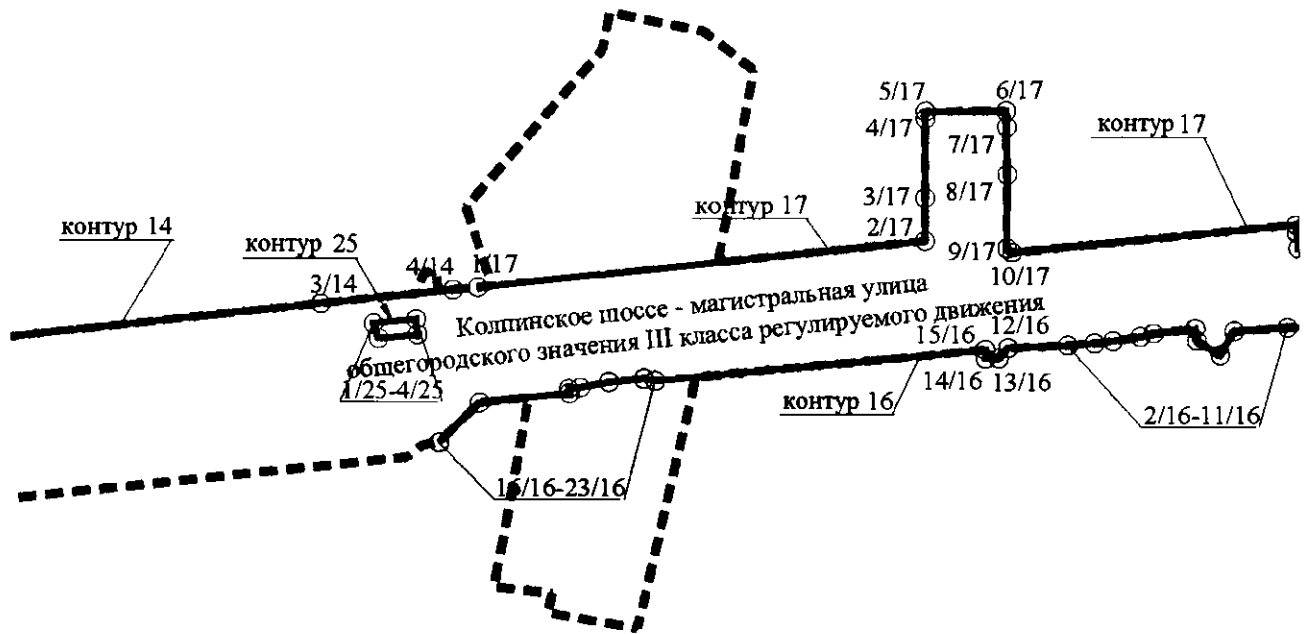 5/17
6/17
4/17
7/17
контур 17
3/17
8/17
контур 17
2/17
контур 14
контур 25
9/17
10/17
4/14
1/17
3/14
Колпинское шоссе - магистральная улица
общегородского значения III класса регулируемого движения
15/16
12/16
1/25-4/25
14/16
13/16
контур 16
2/16-11/16
16/16-23/16